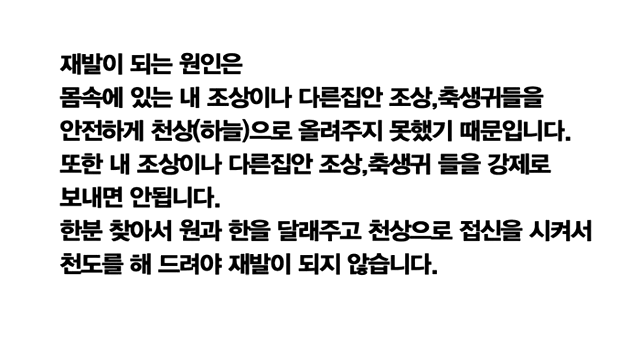 재발이 되는 원인은
몸속에 있는 내 조상이나 다른집안 조상,축생귀들을
안전하게 천상(하늘)으로 올려주지 못했기 때문입니다.
또한 내 조상이나 다른집안 조상,축생귀 들을 강제로
보내면 안됩니다.
한분 찾아서 원과 한을 달래주고 천상으로 접신을 시켜서
천도를 해 드려야 재발이 되지 않습니다.